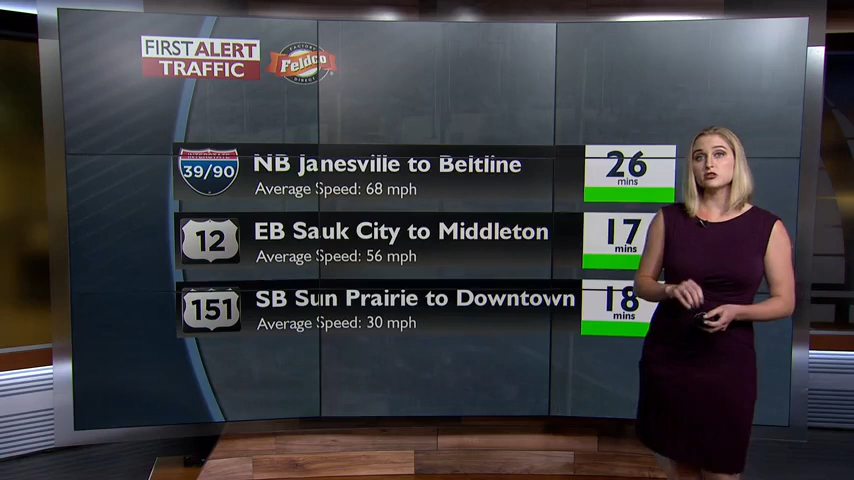 FIRST ALERT
TRAFFIC
FACTORY
Feldco
DIRECT
39/90
NB Janesville to Beltline
Average Speed: 68 mph
26
mins
12
EB Sauk City to Middleton
Average Speed: 56 mph
17
mins
151
SB Sun Prairie to Downtown
Average Speed: 30 mph
18
mins